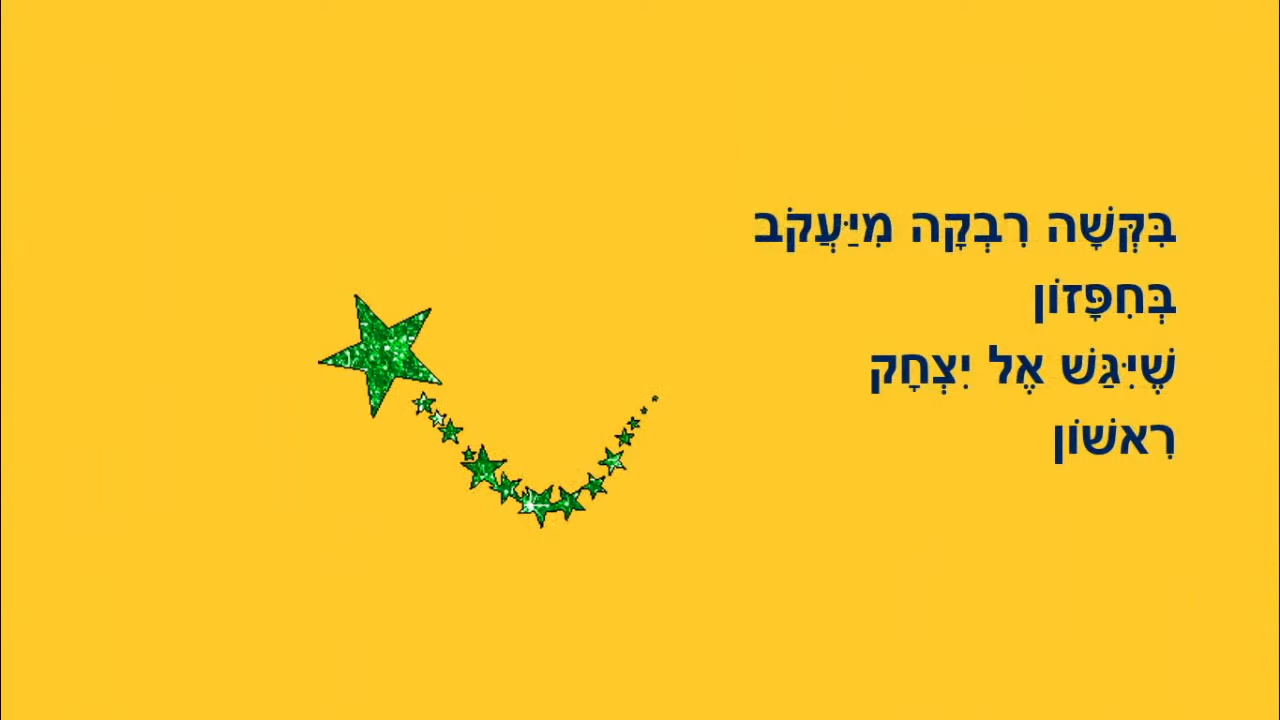 בִּקְּשָׁה רִבְקָה מִיַּעֲקֹב
בְּחִפָּזוֹן
שֶׁיִּגַּשׁ אֶל יִצְחָק
רִאשׁוֹן